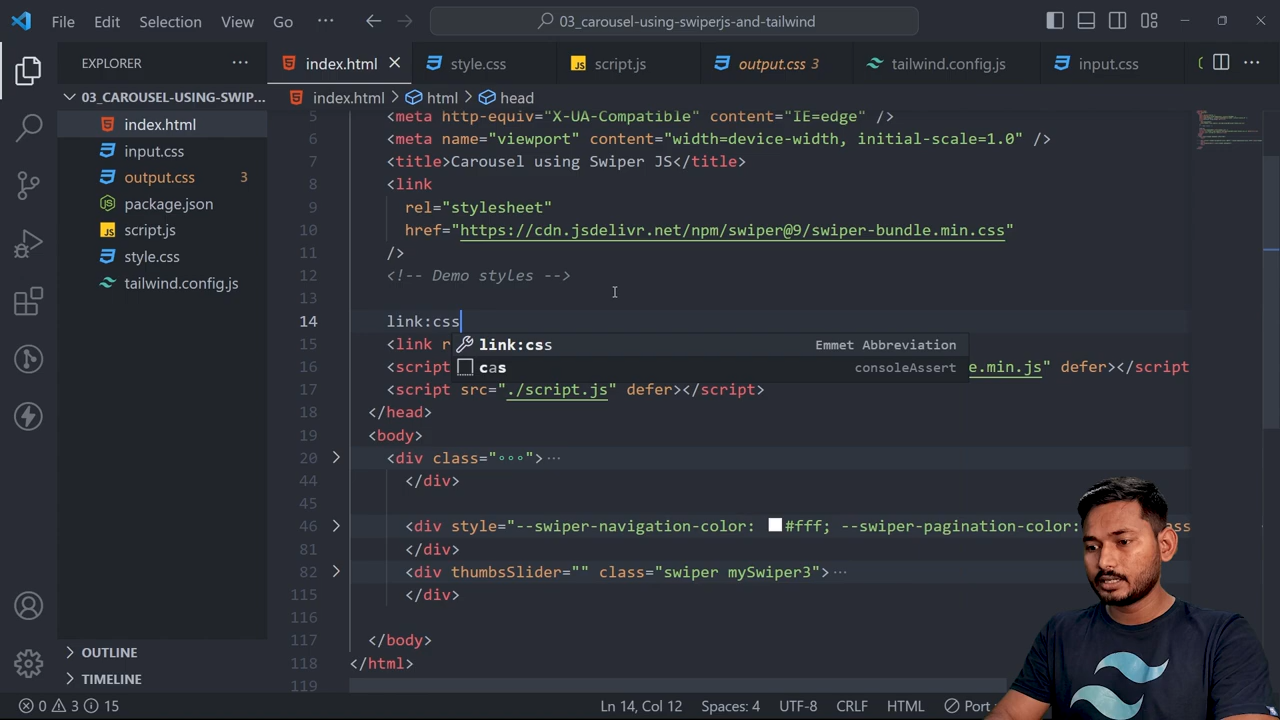 File Edit Selection View Go ··· 03_carousel-using-swiperjs-and-tailwind
EXPLORER ···
index.html style.css script.js output.css 3 tailwind.config.js input.css ···
03_CAROUSEL-USING-SWIP...
index.html
input.css
output.css 3
package.json
script.js
style.css
tailwind.config.js
OUTLINE
TIMELINE
index.html > html > head
5 <meta http-equiv="X-UA-Compatible" content="IE=edge" />
6 <meta name="viewport" content="width=device-width, initial-scale=1.0" />
7 <title>Carousel using Swiper JS</title>
8 <link
9 rel="stylesheet"
10 href="https://cdn.jsdelivr.net/npm/swiper@9/swiper-bundle.min.css"
11 />
12 <!-- Demo styles -->
13
14 link:css
15 <link r
link:css Emmet Abbreviation
16 <script e.min.js" defer></script
cas consoleAssert
17 <script src="./script.js" defer></script>
18 </head>
19 <body>
20 <div class="∘∘∘">···
44 </div>
45
46 <div style="--swiper-navigation-color: #fff; --swiper-pagination-color: ass
81 </div>
82 <div thumbsSlider="" class="swiper mySwiper3">···
115 </div>
116
117 </body>
118 </html>
119
0 3 15 Ln 14, Col 12 Spaces: 4 UTF-8 CRLF HTML Port